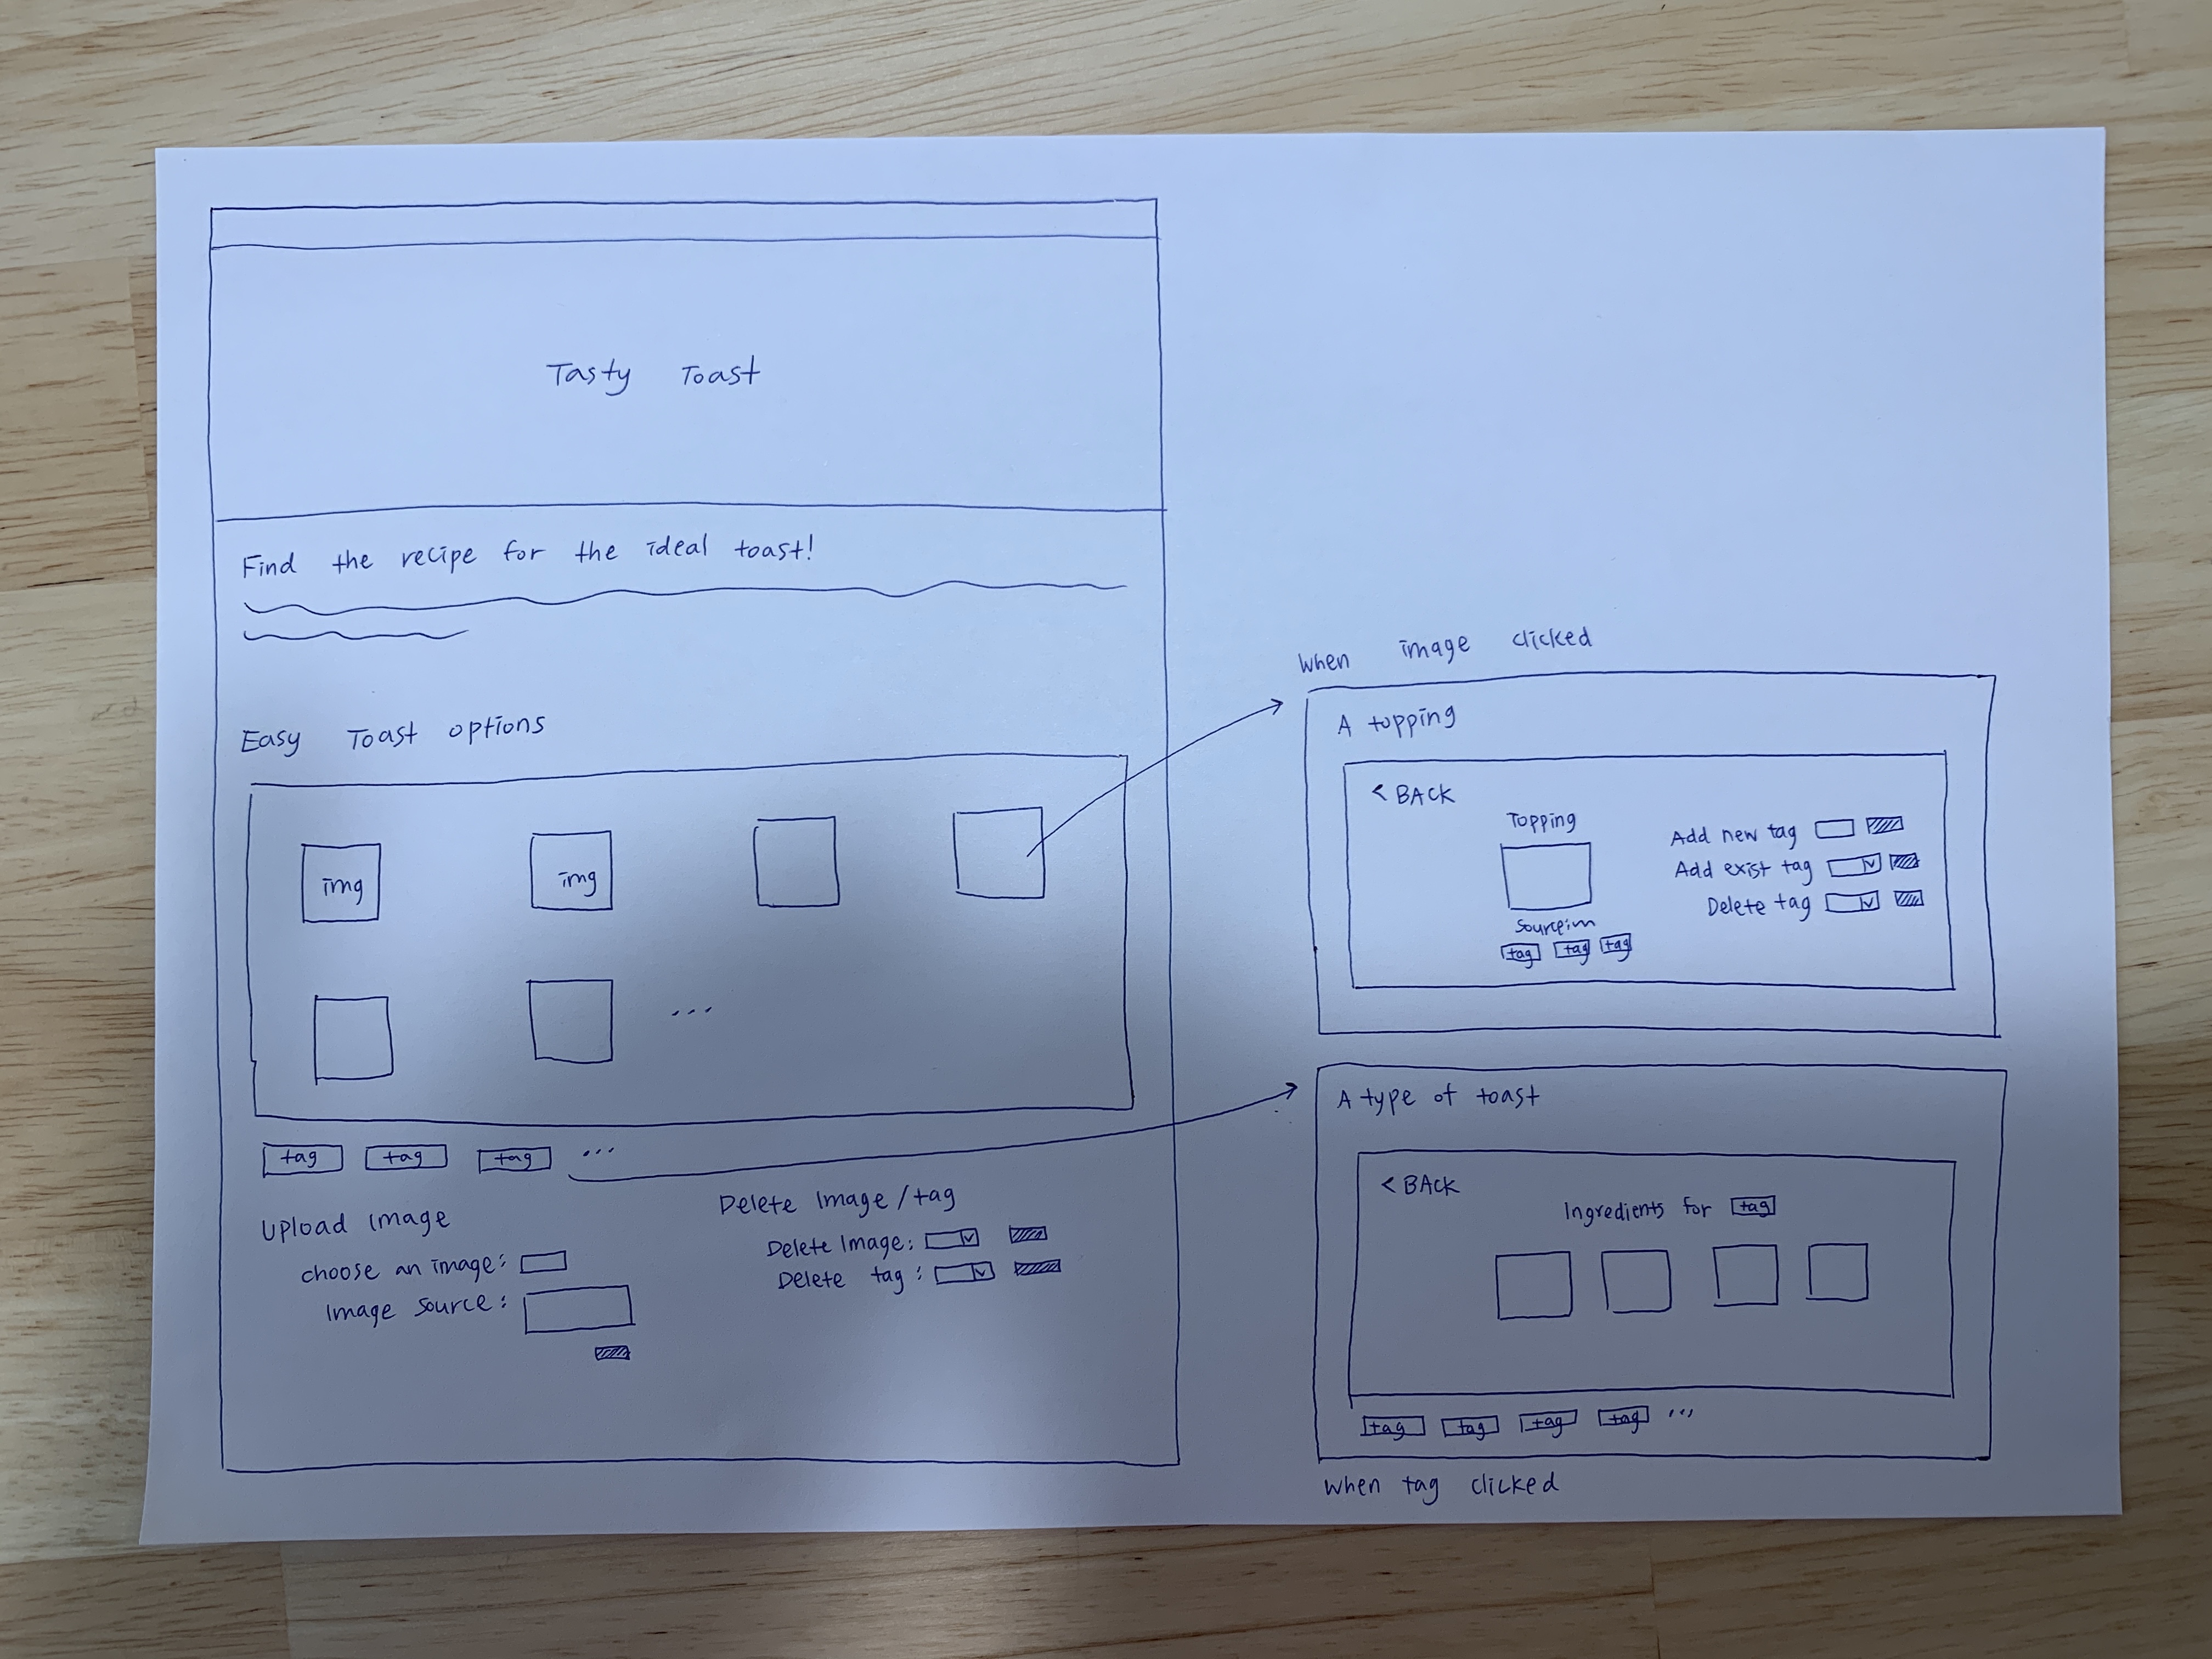 Tasty Toast
Find the recipe for the ideal toast!
Easy Toast options
img img
...
tag tag tag ...
Upload Image
choose an image:
Image source:
Delete Image/tag
Delete Image:
Delete tag:
When image clicked
A topping
< BACK
Topping
tag tag tag
Add new tag
Add exist tag
Delete tag
A type of toast
< BACK
Ingredients for tag
tag tag tag tag ...
When tag clicked